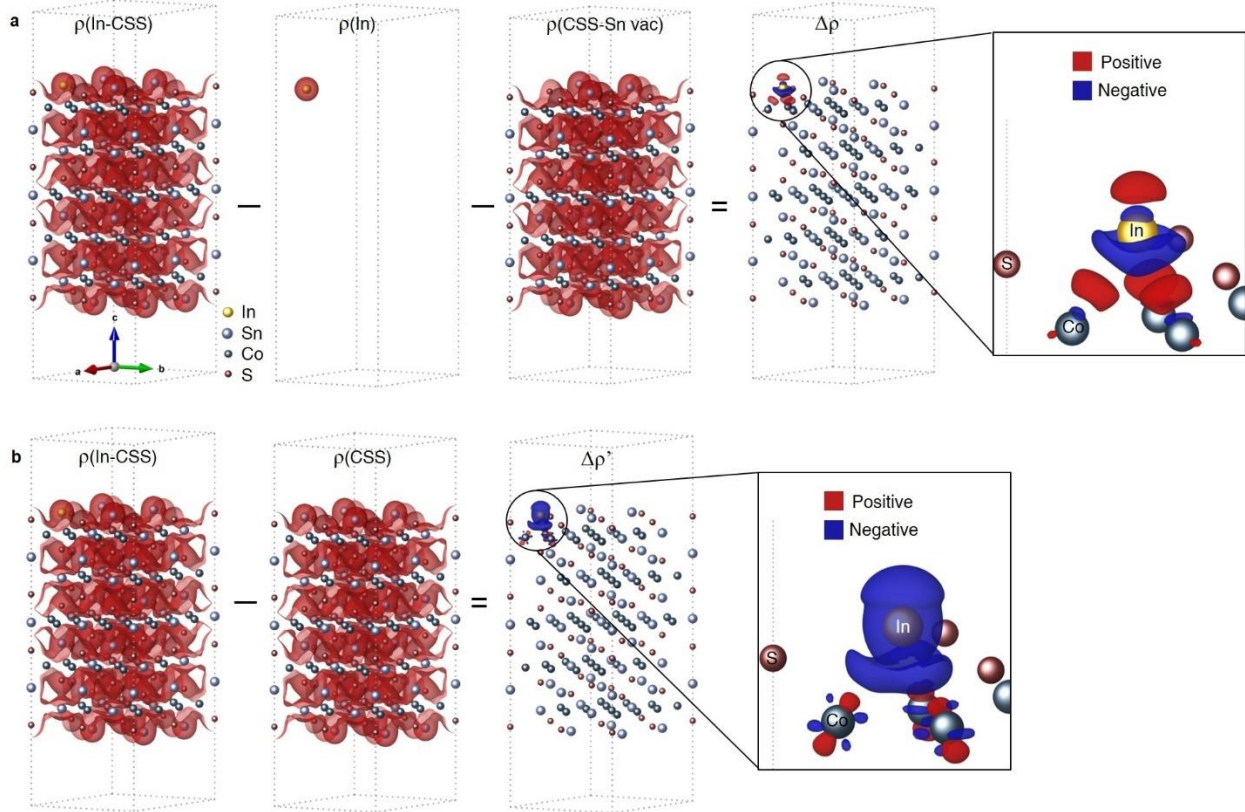 a
ρ(In-CSS)
ρ(In)
ρ(CSS-Sn vac)
Δρ
Positive
Negative
In
S
Co
— — =
c
a
b
In
Sn
Co
S
b
ρ(In-CSS)
ρ(CSS)
Δρ’
Positive
Negative
In
S
Co
— =